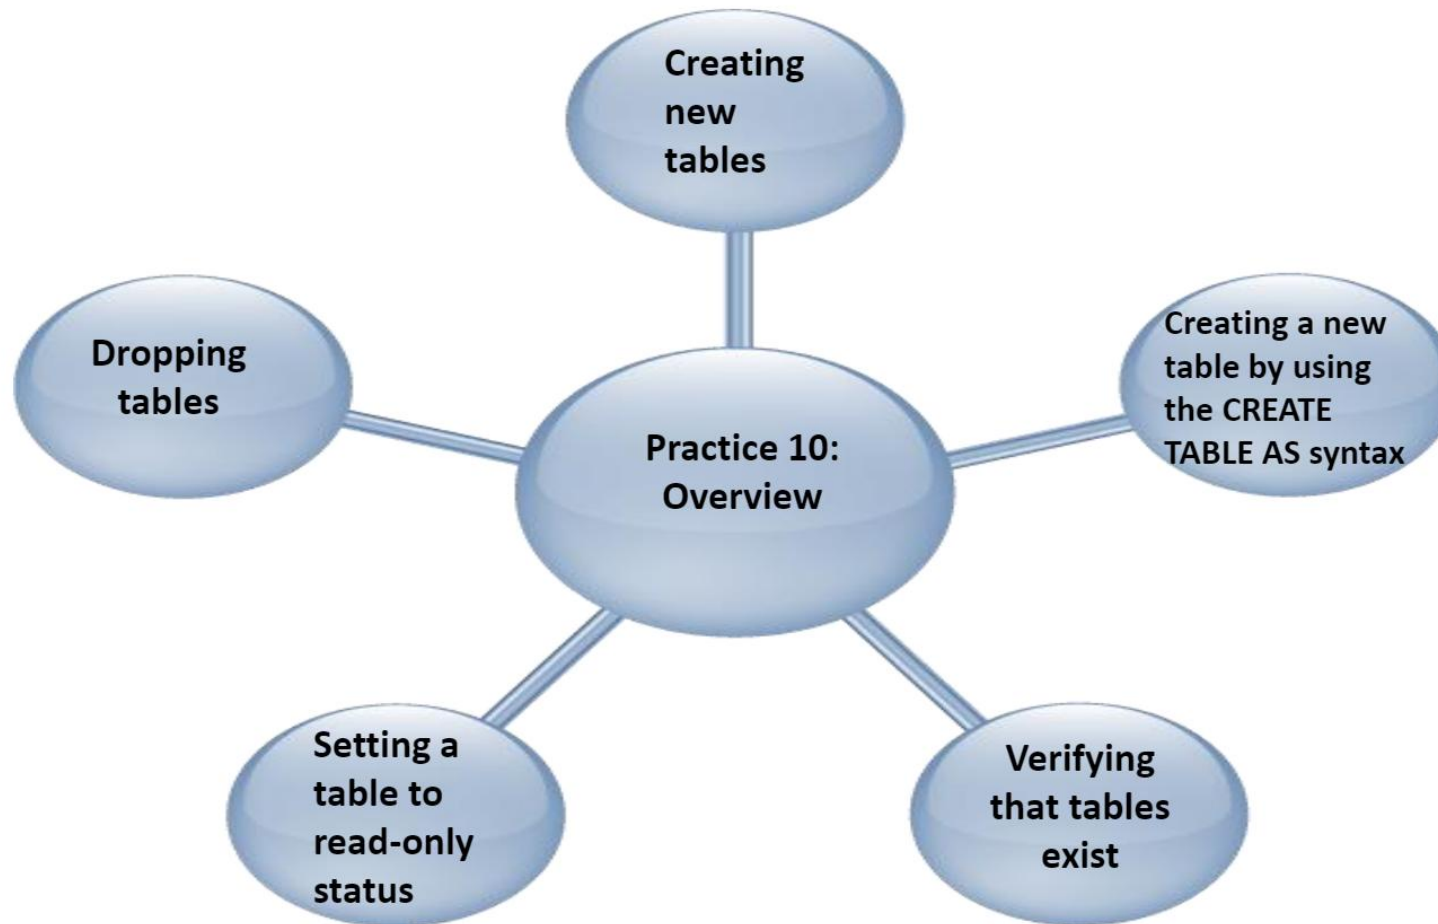 Creating
new
tables
Dropping
tables
Creating a new
table by using
the CREATE
TABLE AS syntax
Practice 10:
Overview
Setting a
table to
read-only
status
Verifying
that tables
exist